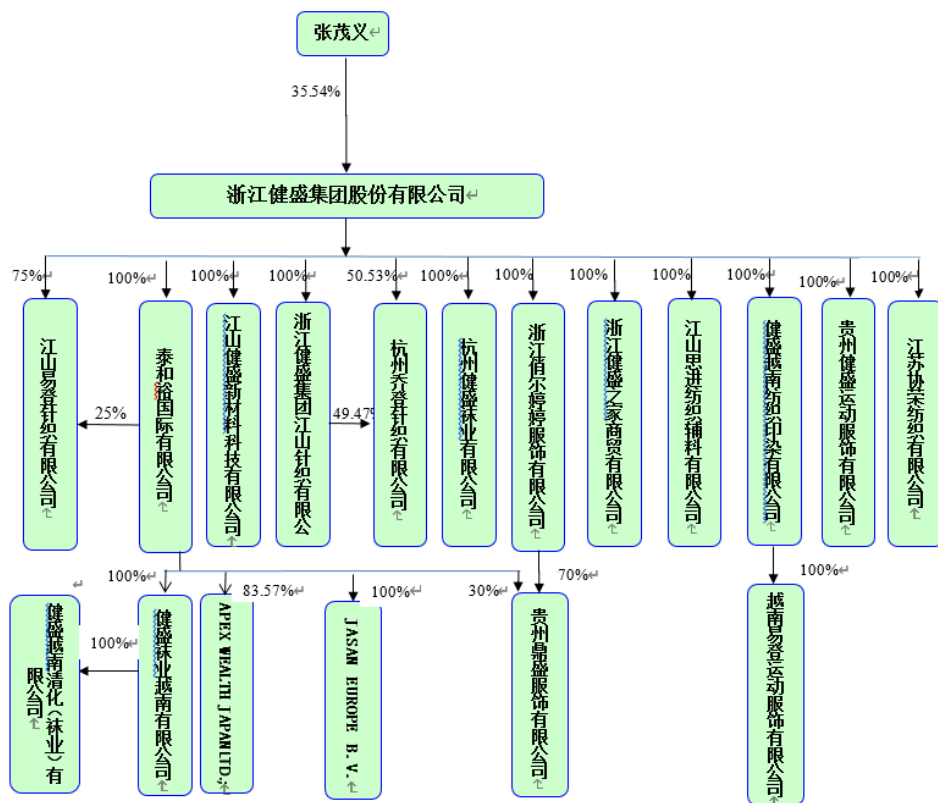 张茂义
35.54%
浙江健盛集团股份有限公司
75%
100%
100%
100%
50.53%
100%
100%
100%
100%
100%
100%
100%
江山易登针织有限公司
25%
泰和裕国际有限公司
江山健盛新材料科技有限公司
浙江健盛集团江山针织有限公
49.47%
杭州乔登针织有限公司
杭州健盛袜业有限公司
浙江俏尔婷婷服饰有限公司
浙江健盛之家商贸有限公司
江山思进纺织辅料有限公司
健盛越南纺织印染有限公司
贵州健盛运动服饰有限公司
江苏协荣纺织有限公司
100%
83.57%
100%
30%
70%
100%
健盛越南清化（袜业）有
限公司
100%
健盛袜业越南有限公司
APEX WEALTH JAPANLTD.,
JASAN EUROPE B.V.
贵州鼎盛服饰有限公司
越南易登运动服饰有限公司